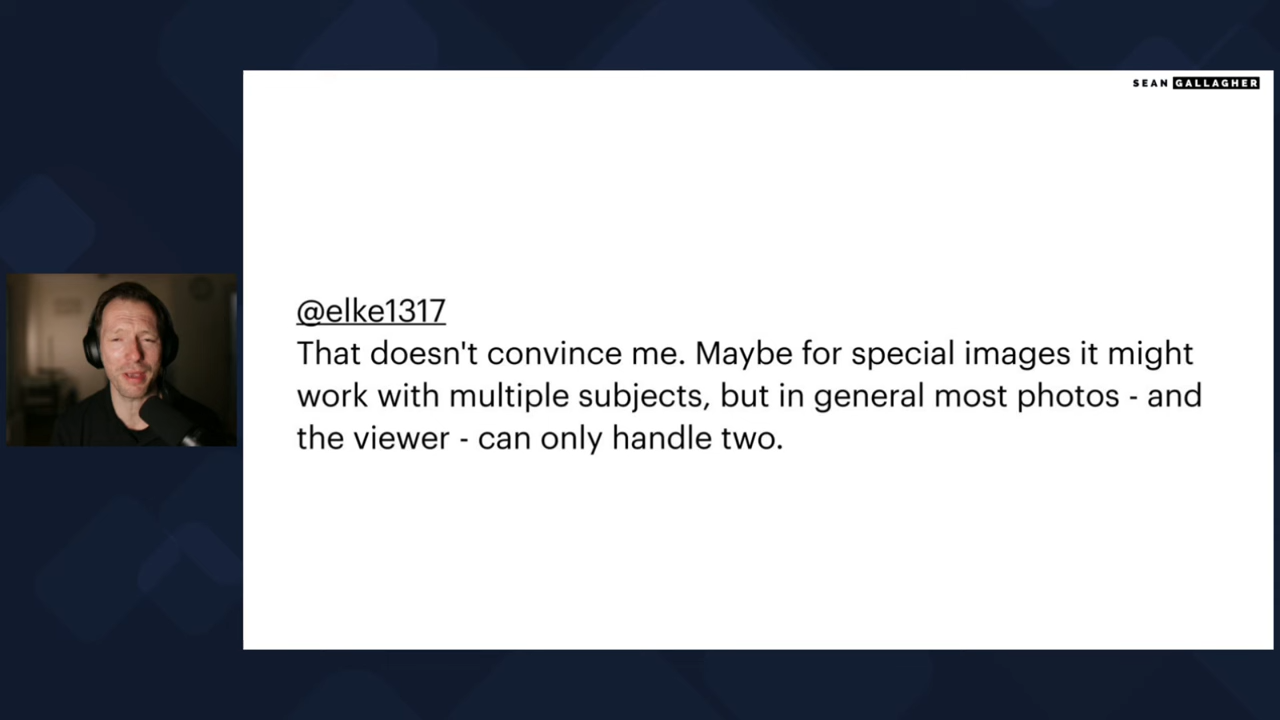 SEAN GALLAGHER
@elke1317
That doesn't convince me. Maybe for special images it might
work with multiple subjects, but in general most photos - and
the viewer - can only handle two.